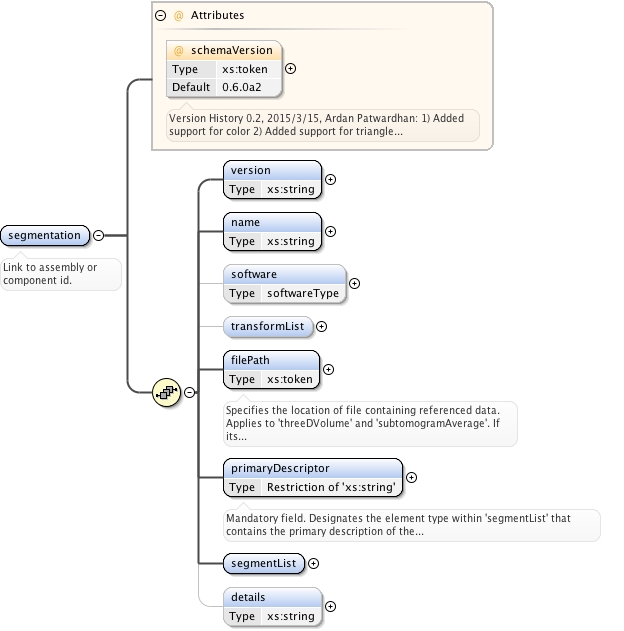 @ Attributes
@ schemaVersion
Type xs:token
Default 0.6.0a2
Version History 0.2, 2015/3/15, Ardan Patwardhan: 1) Added
support for color 2) Added support for triangle...
segmentation
Link to assembly or
component id.
version
Type xs:string
name
Type xs:string
software
Type softwareType
transformList
filePath
Type xs:token
Specifies the location of file containing referenced data.
Applies to 'threeDVolume' and 'subtomogramAverage'. If
its...
primaryDescriptor
Type Restriction of 'xs:string'
Mandatory field. Designates the element type within 'segmentList' that
contains the primary description of the...
segmentList
details
Type xs:string